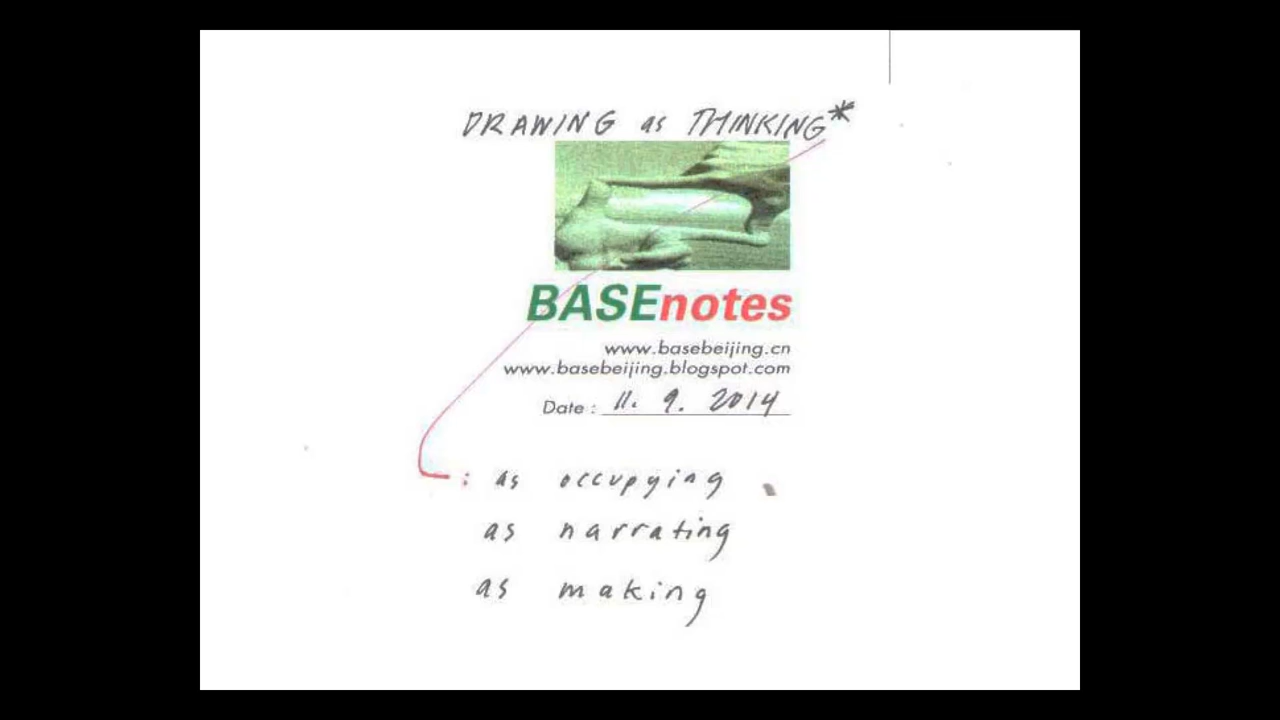 DRAWING as THINKING*
BASEnotes
www.basebeijing.cn
www.basebeijing.blogspot.com
Date : 11. 9. 2014
: as occupying
as narrating
as making